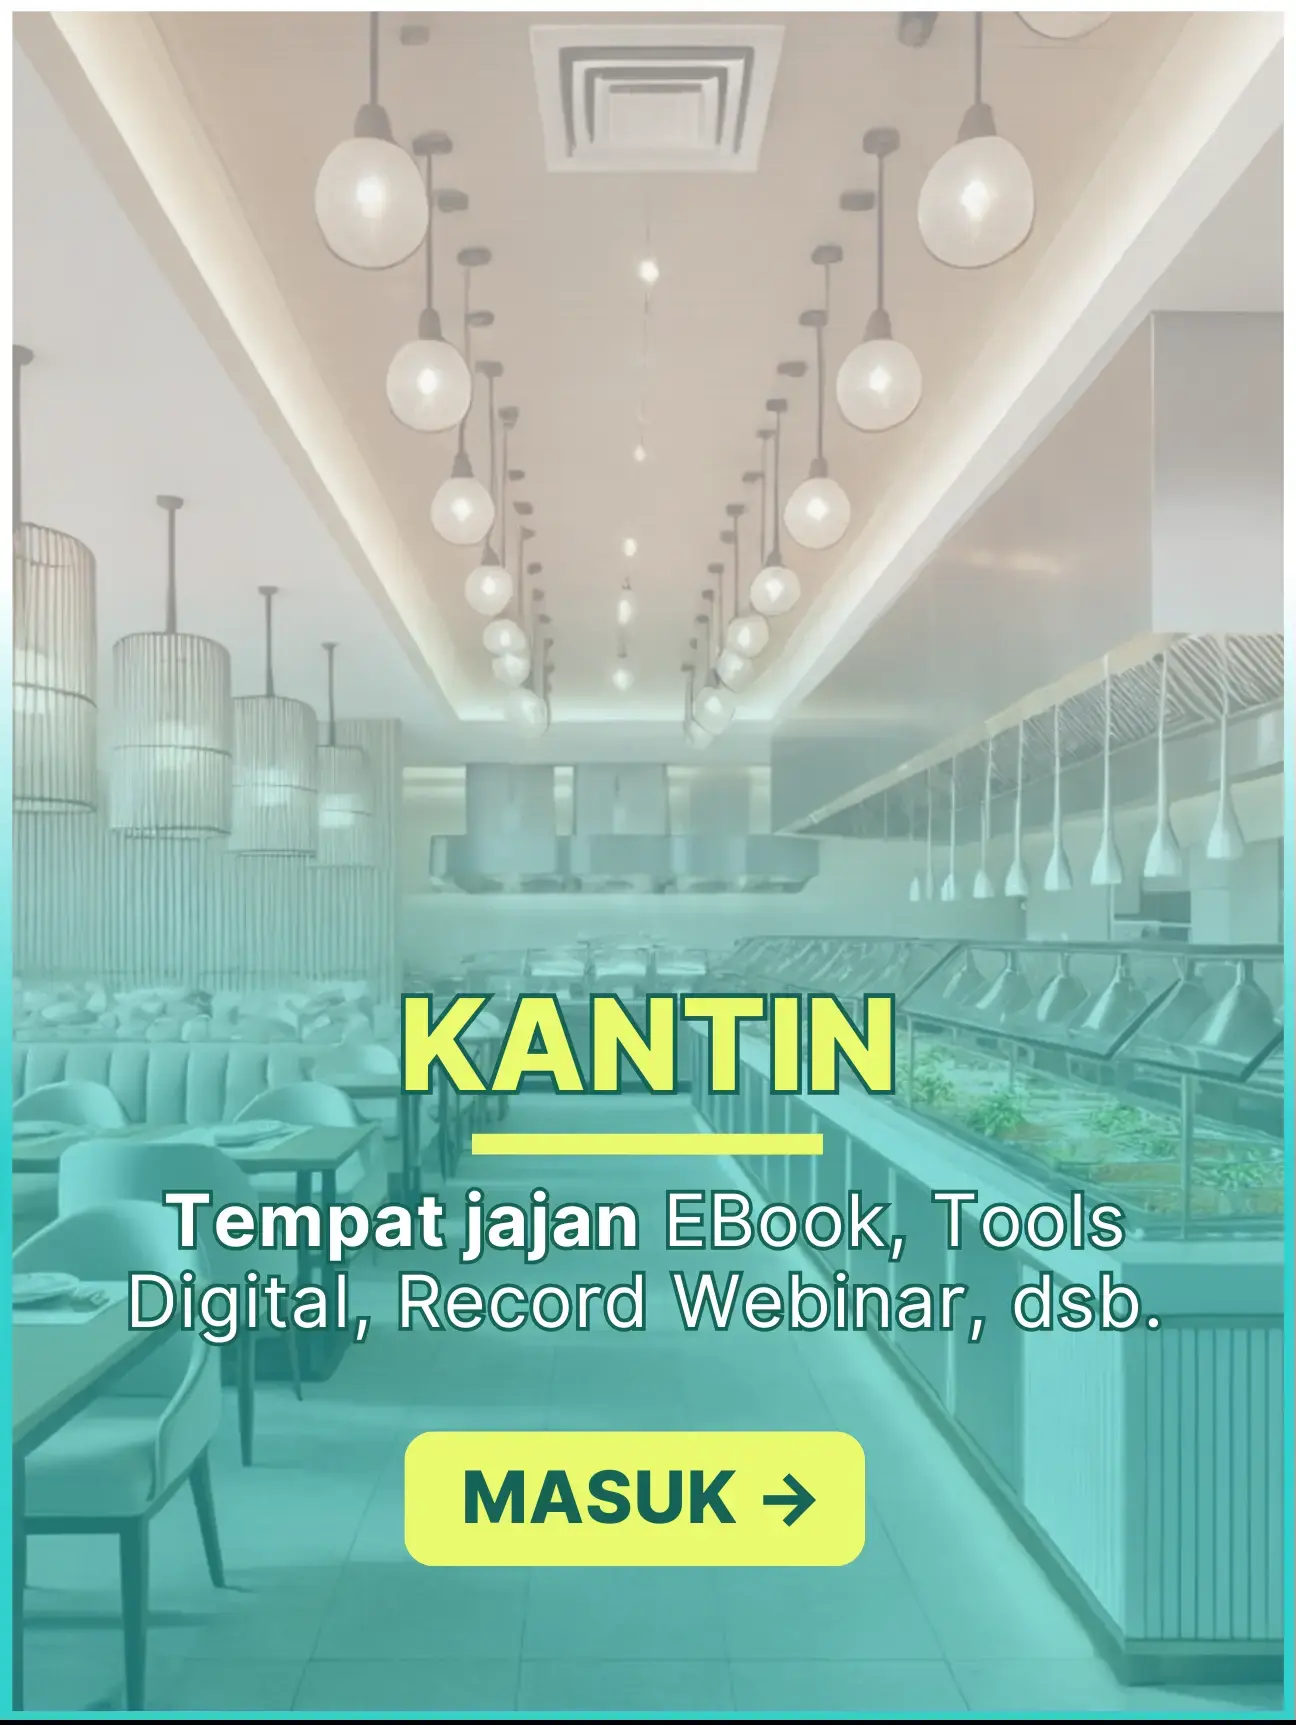 KANTIN
Tempat jajan EBook, Tools
Digital, Record Webinar, dsb.
MASUK →